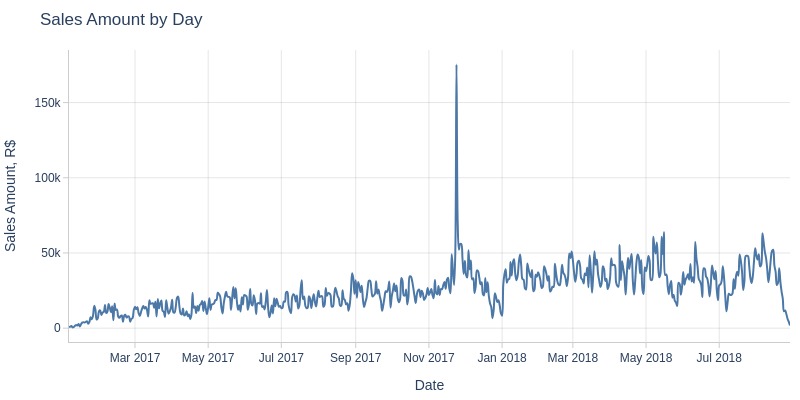 Sales Amount by Day
Sales Amount, R$
150k
100k
50k
0
Mar 2017 May 2017 Jul 2017 Sep 2017 Nov 2017 Jan 2018 Mar 2018 May 2018 Jul 2018
Date